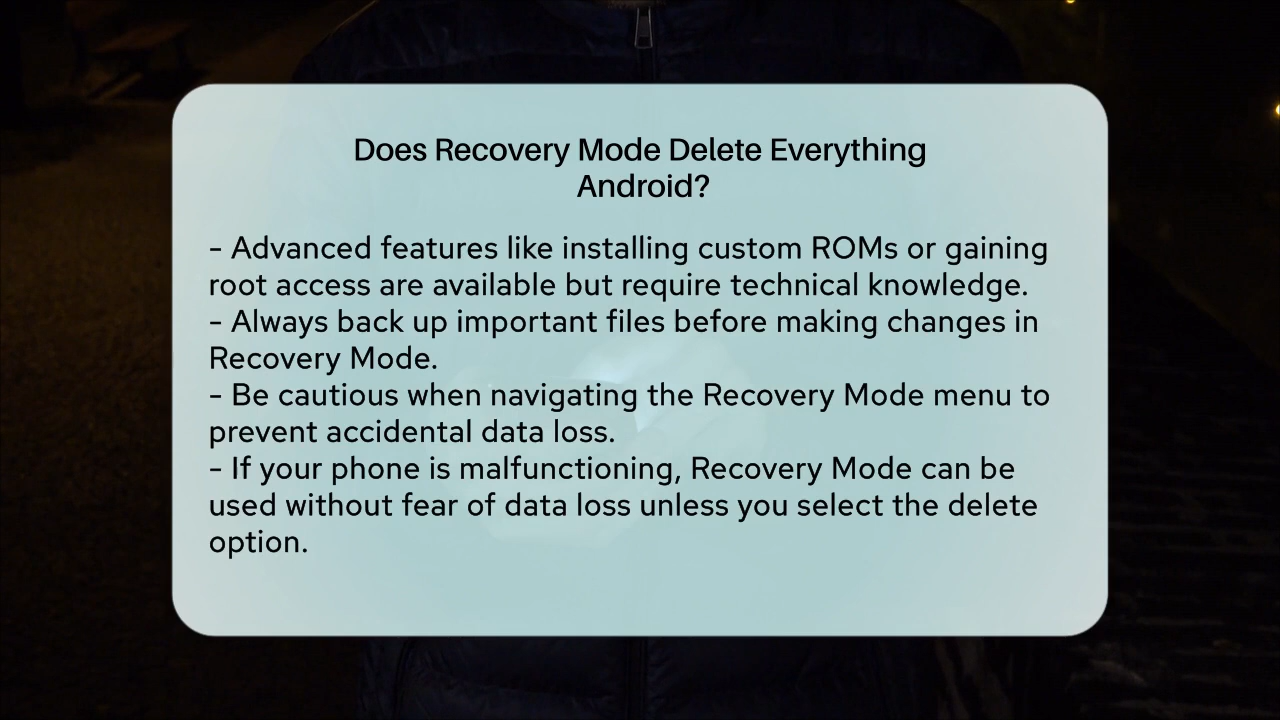 Does Recovery Mode Delete Everything
Android?
- Advanced features like installing custom ROMs or gaining
root access are available but require technical knowledge.
- Always back up important files before making changes in
Recovery Mode.
- Be cautious when navigating the Recovery Mode menu to
prevent accidental data loss.
- If your phone is malfunctioning, Recovery Mode can be
used without fear of data loss unless you select the delete
option.